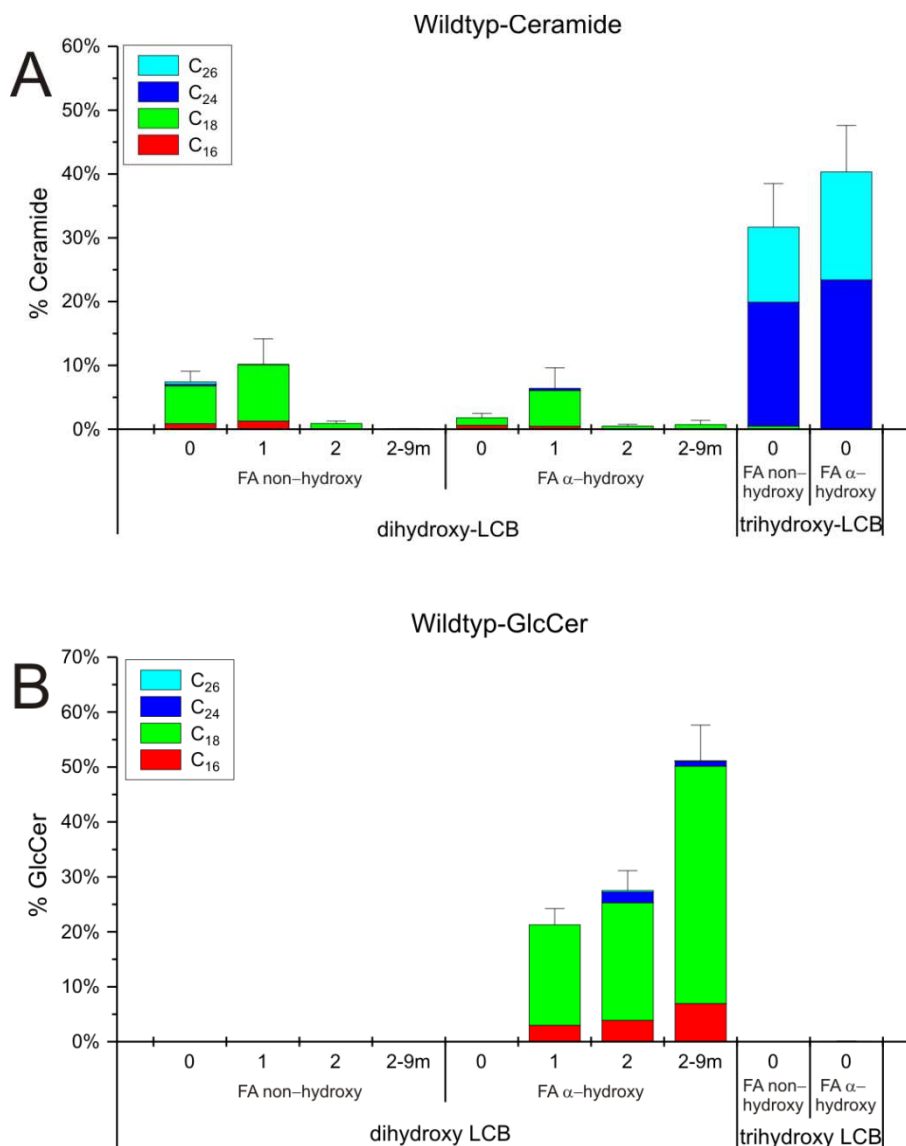 Wildtyp-Ceramide
A
60%
50%
40%
30%
20%
10%
0%
% Ceramide
C26
C24
C18
C16
0 1 2 2-9m 0 1 2 2-9m 0 0
FA non-hydroxy FA α-hydroxy FA non-hydroxy FA α-hydroxy
dihydroxy-LCB trihydroxy-LCB
Wildtyp-GlcCer
B
70%
60%
50%
40%
30%
20%
10%
0%
% GlcCer
C26
C24
C18
C16
0 1 2 2-9m 0 1 2 2-9m 0 0
FA non-hydroxy FA α-hydroxy FA non-hydroxy FA α-hydroxy
dihydroxy LCB trihydroxy LCB